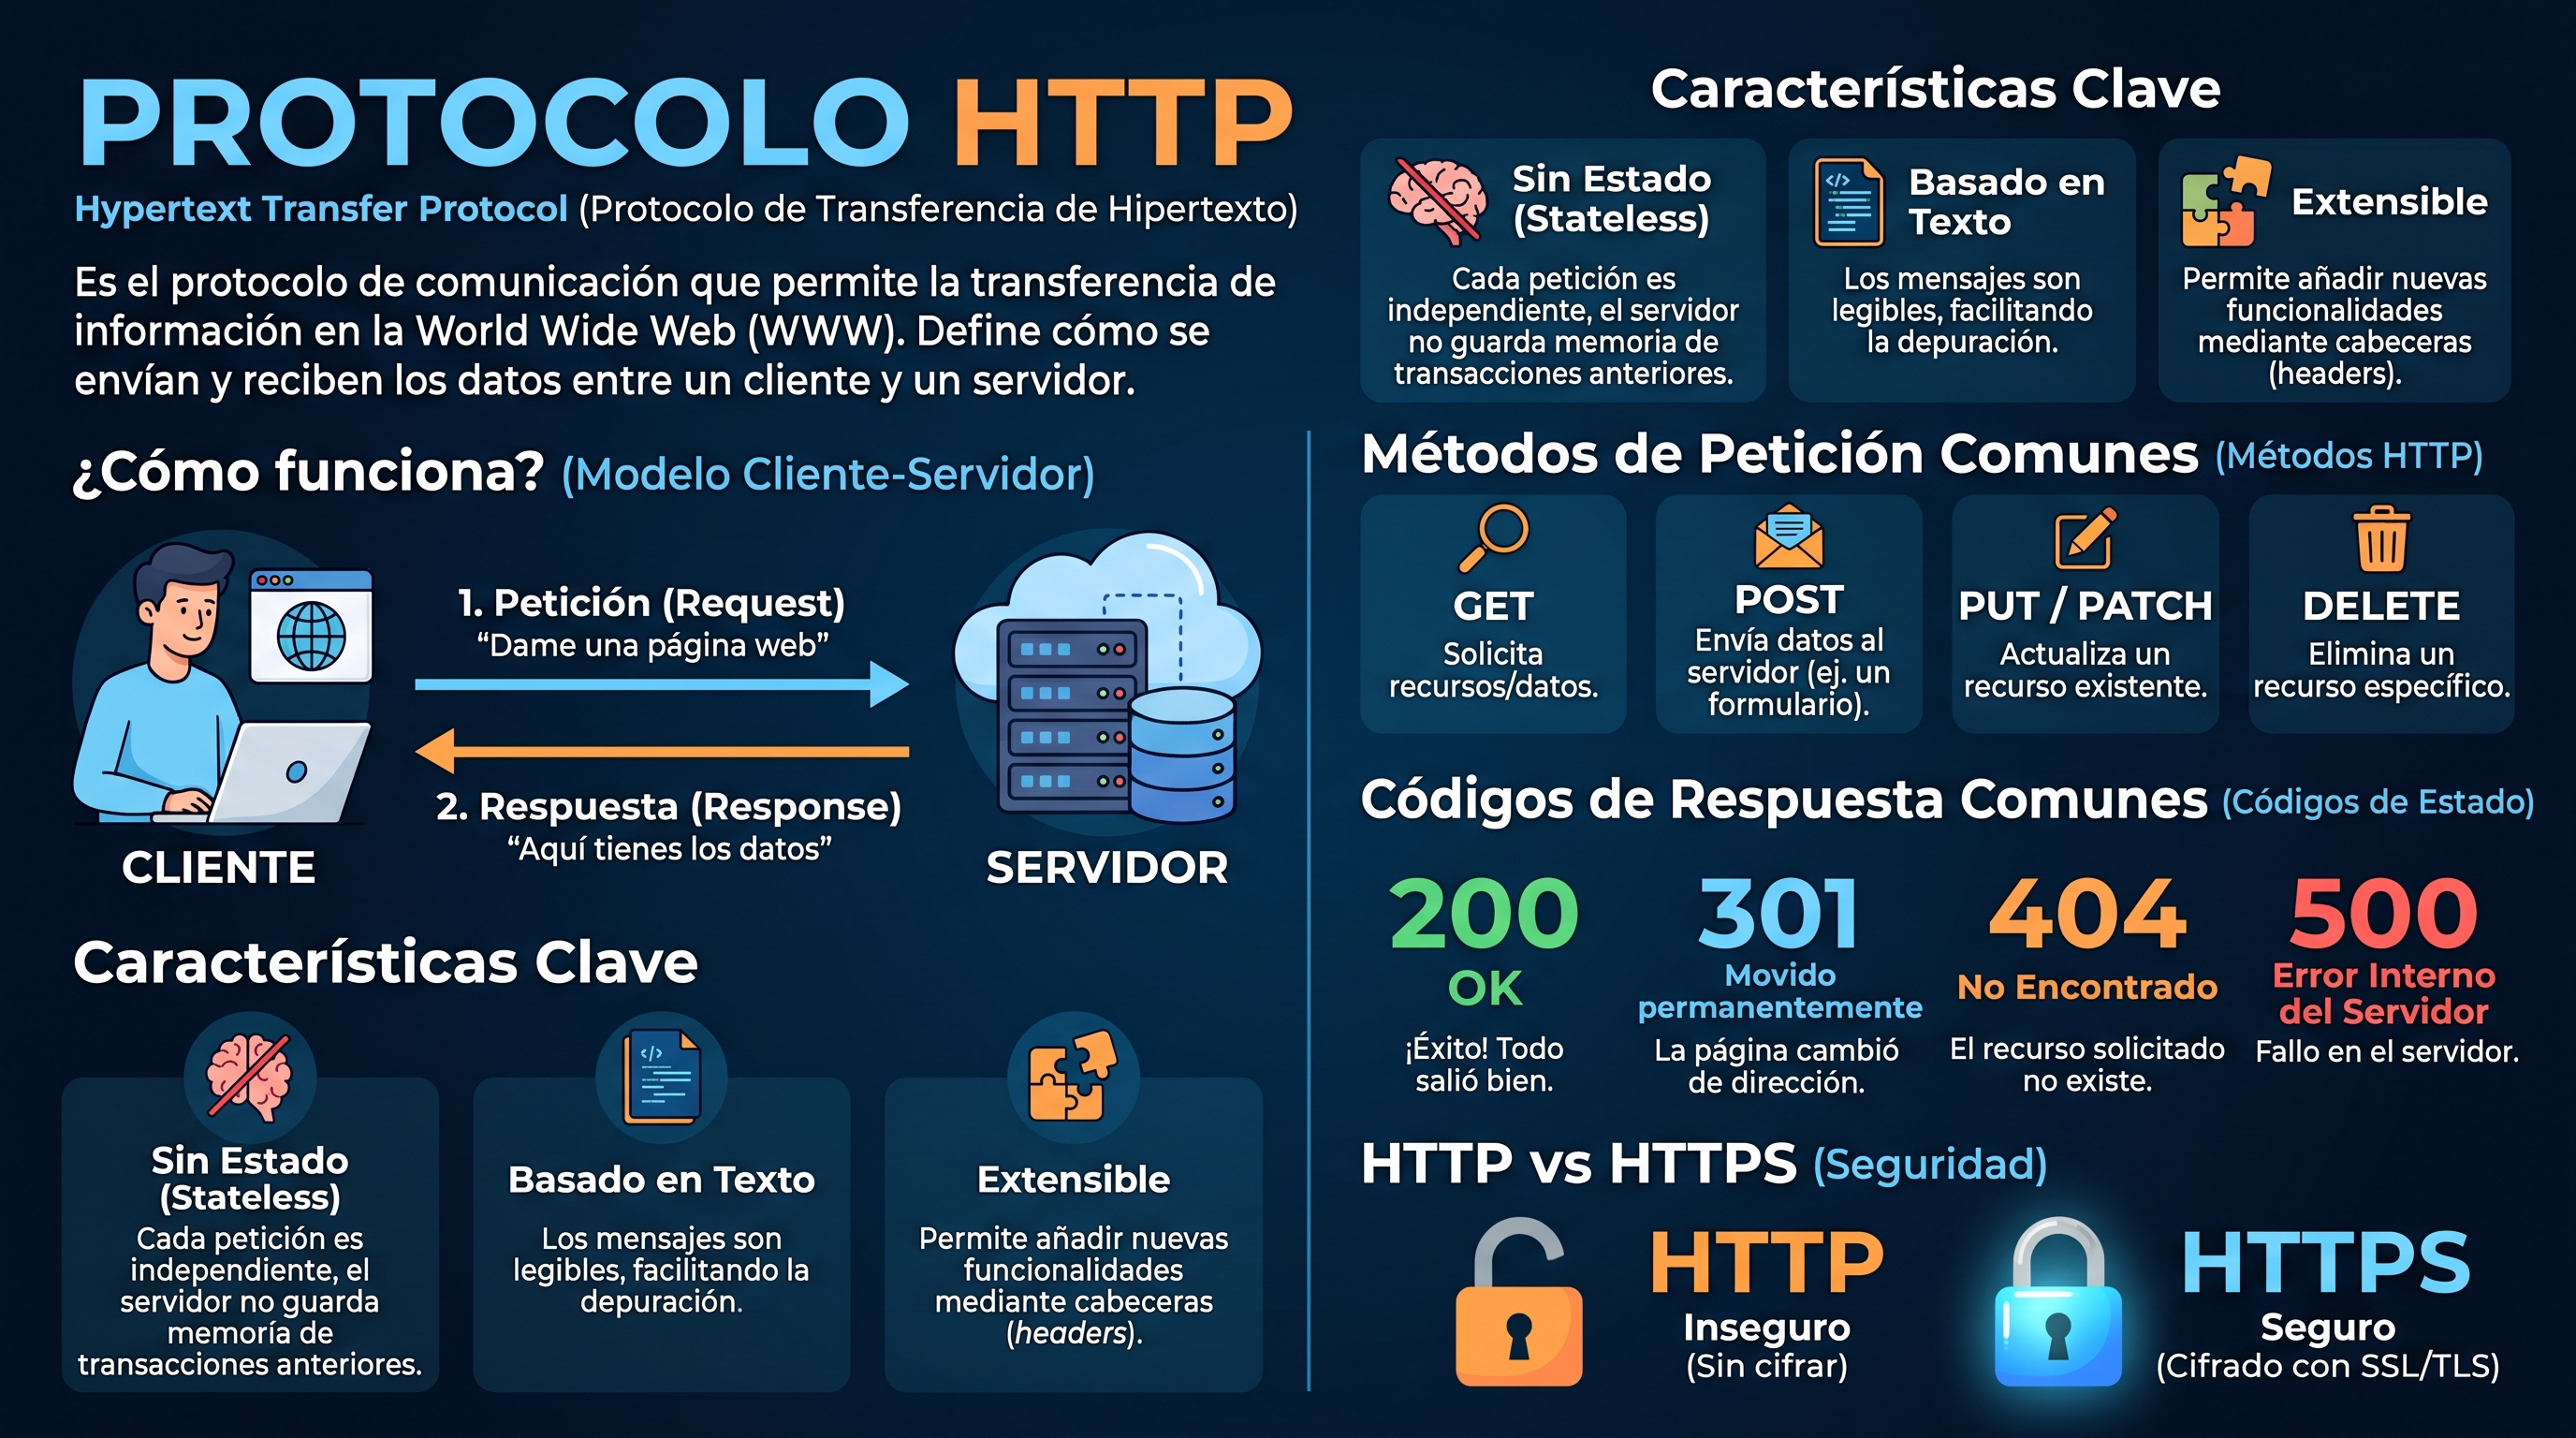 PROTOCOLO HTTP
Hypertext Transfer Protocol (Protocolo de Transferencia de Hipertexto)
Es el protocolo de comunicación que permite la transferencia de
información en la World Wide Web (WWW). Define cómo se
envían y reciben los datos entre un cliente y un servidor.
¿Cómo funciona? (Modelo Cliente-Servidor)
1. Petición (Request)
“Dame una página web”
2. Respuesta (Response)
“Aquí tienes los datos”
CLIENTE
SERVIDOR
Características Clave
</>
Sin Estado
(Stateless)
Cada petición es
independiente, el
servidor no guarda
memoría de
transacciones anteriores.
Basado en Texto
Los mensajes son
legibles, facilitando la
depuración.
Extensible
Permite añadir nuevas
funcionalidades
mediante cabeceras
(headers).
Características Clave
Sin Estado
(Stateless)
Cada petición es
independiente, el servidor
no guarda memoria de
transacciones anteriores.
</>
Basado en
Texto
Los mensajes son
legibles, facilitando
la depuración.
Extensible
Permite añadir nuevas
funcionalidades
mediante cabeceras
(headers).
Métodos de Petición Comunes (Métodos HTTP)
GET
Solicita
recursos/datos.
POST
Envía datos al
servidor (ej. un
formulario).
PUT / PATCH
Actualiza un
recurso existente.
DELETE
Elimina un
recurso específico.
Códigos de Respuesta Comunes (Códigos de Estado)
200
OK
¡Éxito! Todo
salió bien.
301
Movido
permanentemente
La página cambió
de dirección.
404
No Encontrado
El recurso solicitado
no existe.
500
Error Interno
del Servidor
Fallo en el servidor.
HTTP vs HTTPS (Seguridad)
HTTP
Inseguro
(Sin cifrar)
HTTPS
Seguro
(Cifrado con SSL/TLS)